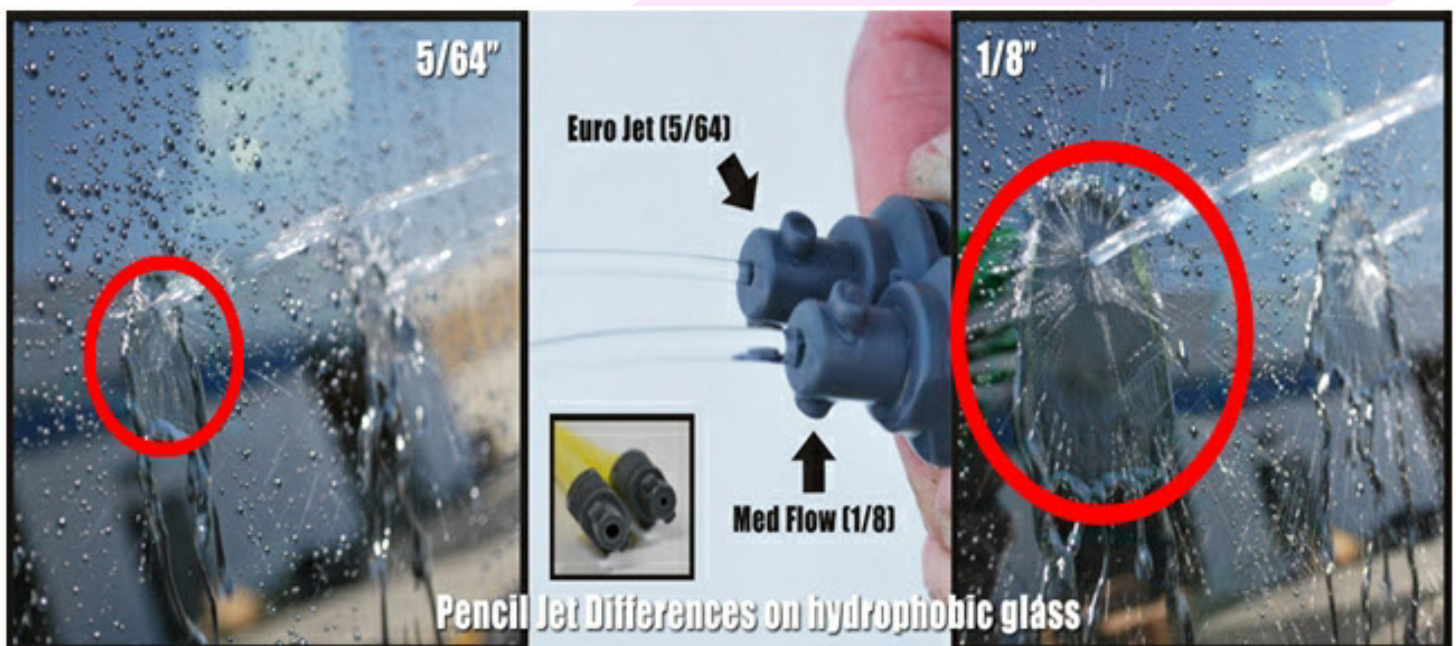 5/64”
Euro Jet (5/64)
Med Flow (1/8)
1/8”
Pencil Jet Differences on hydrophobic glass